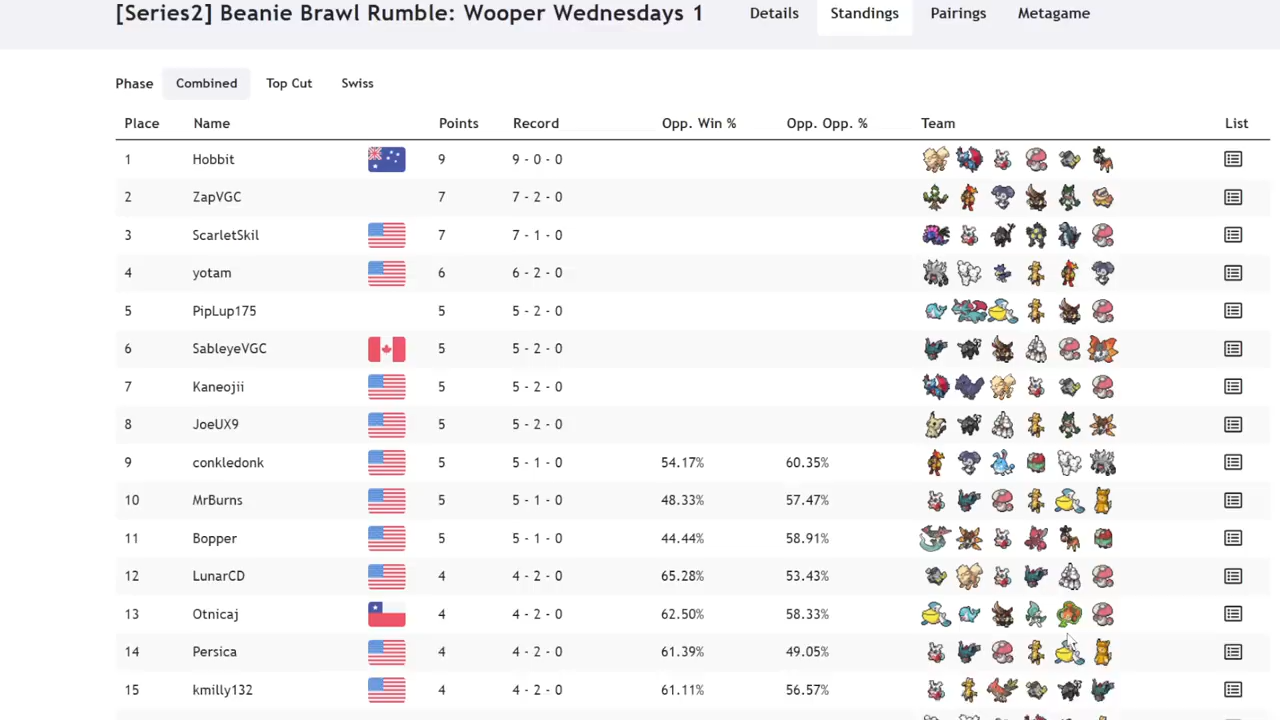 [Series2] Beanie Brawl Rumble: Wooper Wednesdays 1 Details Standings Pairings Metagame
Phase Combined Top Cut Swiss
Place Name Points Record Opp. Win % Opp. Opp. % Team List
1 Hobbit 9 9 - 0 - 0
2 ZapVGC 7 7 - 2 - 0
3 ScarletSkil 7 7 - 1 - 0
4 yotam 6 6 - 2 - 0
5 PipLup175 5 5 - 2 - 0
6 SableyeVGC 5 5 - 2 - 0
7 Kaneojii 5 5 - 2 - 0
8 JoeUX9 5 5 - 2 - 0
9 conkledonk 5 5 - 1 - 0 54.17% 60.35%
10 MrBurns 5 5 - 1 - 0 48.33% 57.47%
11 Bopper 5 5 - 1 - 0 44.44% 58.91%
12 LunarCD 4 4 - 2 - 0 65.28% 53.43%
13 Otnicaj 4 4 - 2 - 0 62.50% 58.33%
14 Persica 4 4 - 2 - 0 61.39% 49.05%
15 kmilly132 4 4 - 2 - 0 61.11% 56.57%